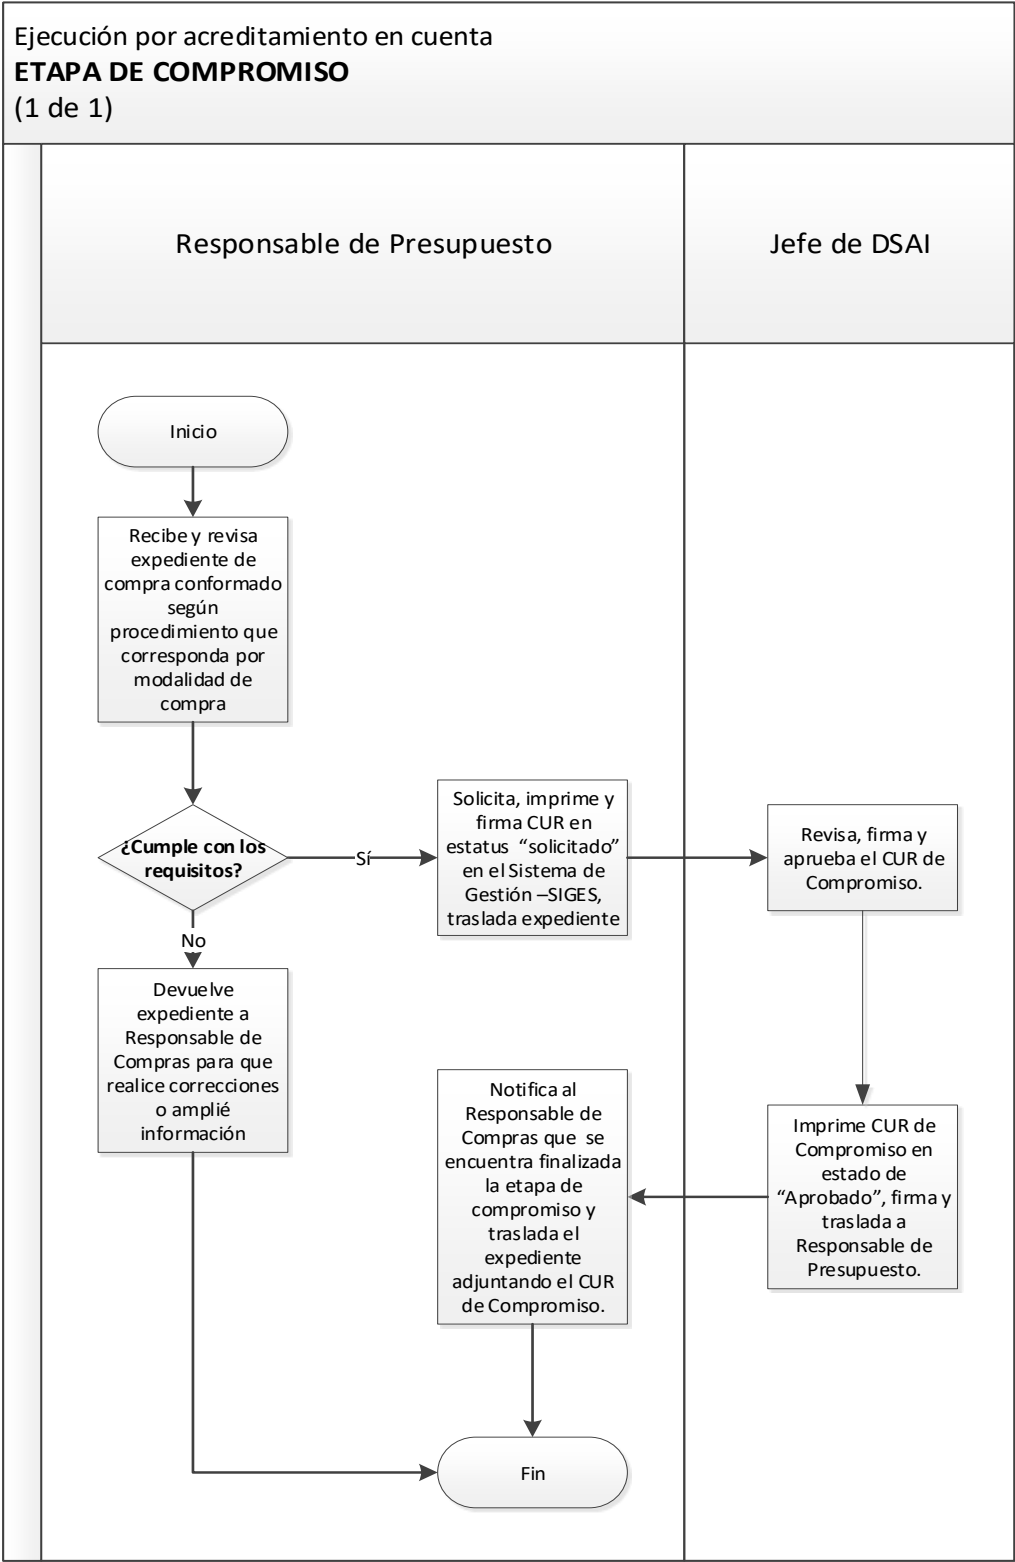 Ejecución por acreditamiento en cuenta
ETAPA DE COMPROMISO
(1 de 1)
Responsable de Presupuesto
Jefe de DSAI
Inicio
Recibe y revisa
expediente de
compra conformado
según
procedimiento que
corresponda por
modalidad de
compra
¿Cumple con los
requisitos?
Sí
Solicita, imprime y
firma CUR en
estatus “solicitado”
en el Sistema de
Gestión –SIGES,
traslada expediente
Revisa, firma y
aprueba el CUR de
Compromiso.
No
Devuelve
expediente a
Responsable de
Compras para que
realice correcciones
o amplié
información
Imprime CUR de
Compromiso en
estado de
“Aprobado”, firma y
traslada a
Responsable de
Presupuesto.
Notifica al
Responsable de
Compras que se
encuentra finalizada
la etapa de
compromiso y
traslada el
expediente
adjuntando el CUR
de Compromiso.
Fin